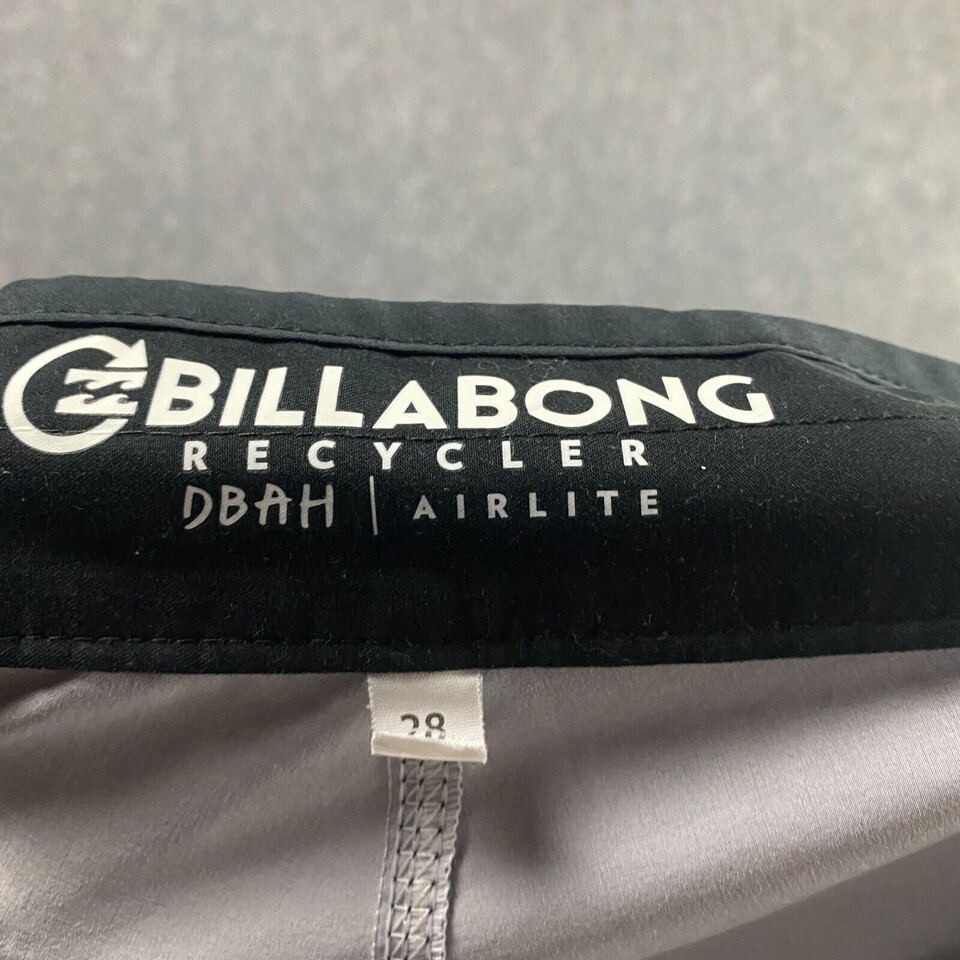 BILLABONG
RECYCLER
DBAH | AIRLITE
28